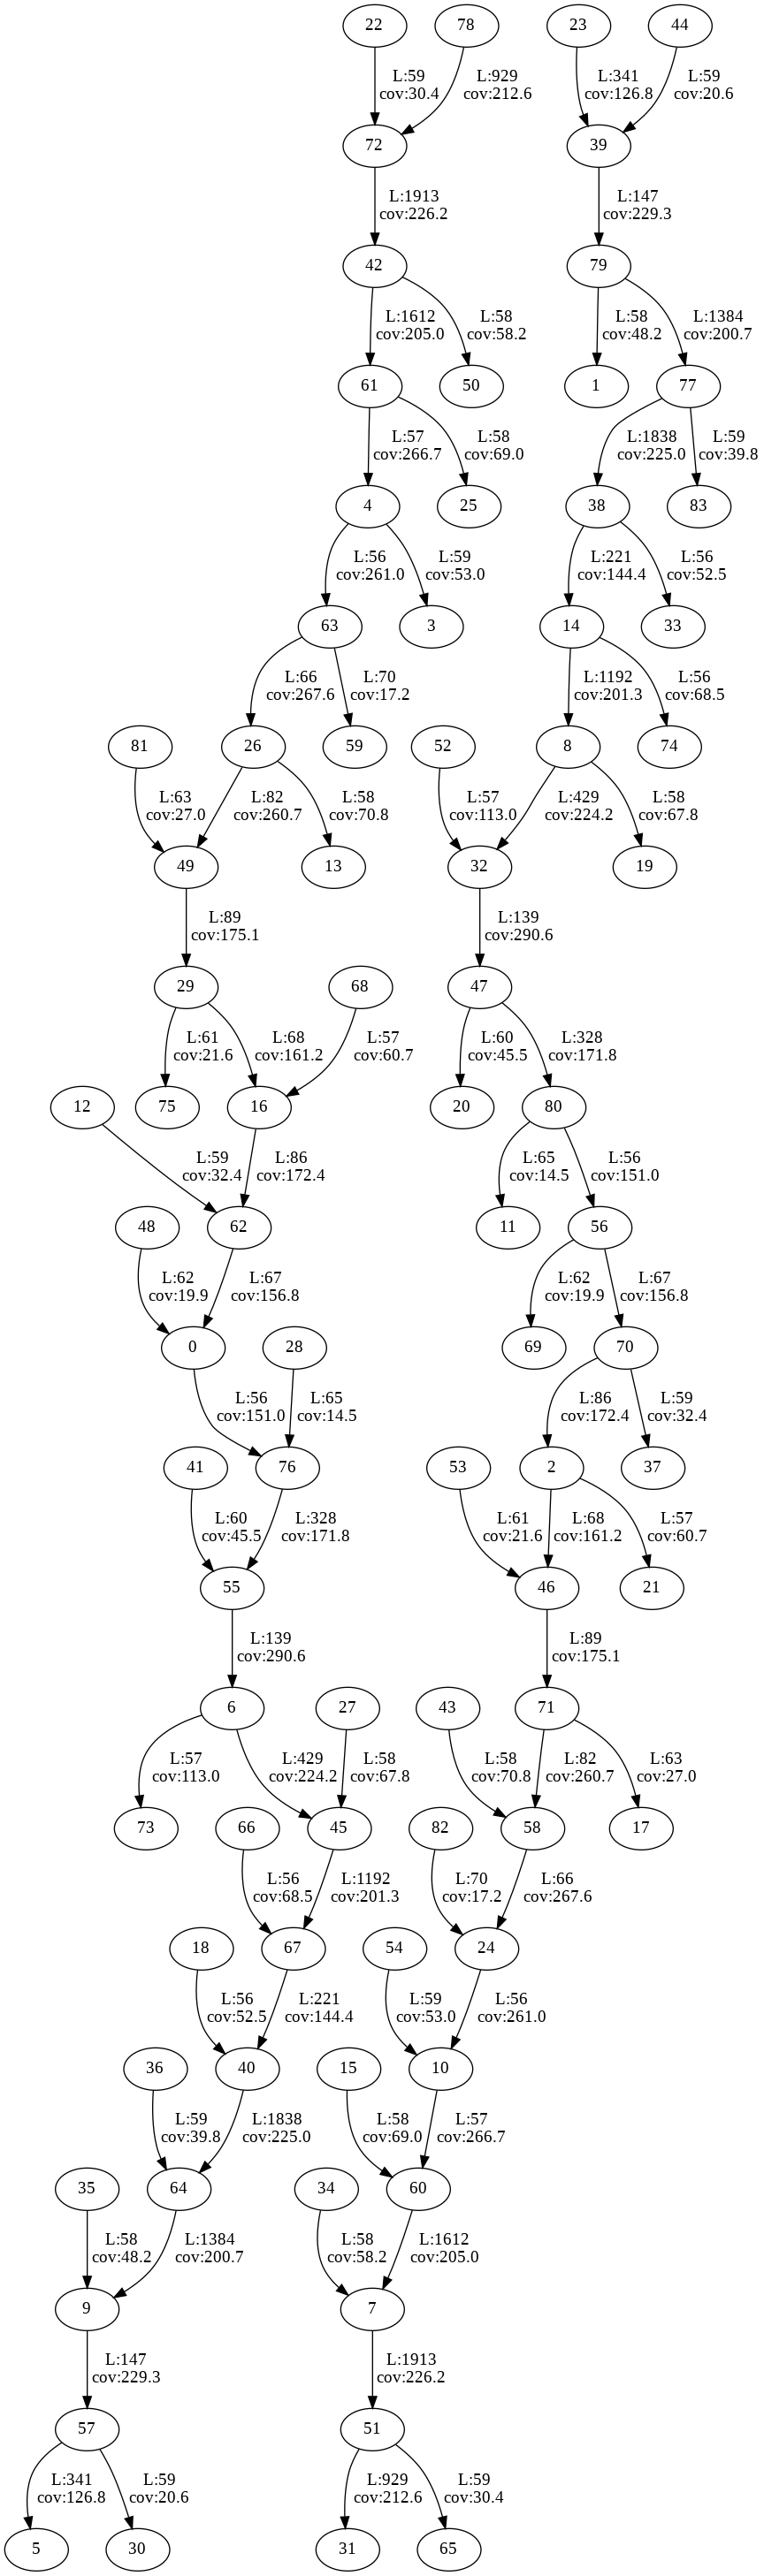 22 78 23 44
L:59 L:929 L:341 L:59
cov:30.4 cov:212.6 cov:126.8 cov:20.6
72 39
L:1913 L:147
cov:226.2 cov:229.3
42 79
L:1612 L:58 L:58 L:1384
cov:205.0 cov:58.2 cov:48.2 cov:200.7
61 50 1 77
L:57 L:58 L:1838 L:59
cov:266.7 cov:69.0 cov:225.0 cov:39.8
4 25 38 83
L:56 L:59 L:221 L:56
cov:261.0 cov:53.0 cov:144.4 cov:52.5
63 3 14 33
L:66 L:70 L:1192 L:56
cov:267.6 cov:17.2 cov:201.3 cov:68.5
81 26 59 52 8 74
L:63 L:82 L:58 L:57 L:429 L:58
cov:27.0 cov:260.7 cov:70.8 cov:113.0 cov:224.2 cov:67.8
49 13 32 19
L:89 L:139
cov:175.1 cov:290.6
29 68 47
L:61 L:68 L:57 L:60 L:328
cov:21.6 cov:161.2 cov:60.7 cov:45.5 cov:171.8
12 75 16 20 80
L:59 L:86 L:65 L:56
cov:32.4 cov:172.4 cov:14.5 cov:151.0
48 62 11 56
L:62 L:67 L:62 L:67
cov:19.9 cov:156.8 cov:19.9 cov:156.8
0 28 69 70
L:56 L:65 L:86 L:59
cov:151.0 cov:14.5 cov:172.4 cov:32.4
41 76 53 2 37
L:60 L:328 L:61 L:68 L:57
cov:45.5 cov:171.8 cov:21.6 cov:161.2 cov:60.7
55 46 21
L:139 L:89
cov:290.6 cov:175.1
6 27 43 71
L:57 L:429 L:58 L:58 L:82 L:63
cov:113.0 cov:224.2 cov:67.8 cov:70.8 cov:260.7 cov:27.0
73 66 45 82 58 17
L:56 L:1192 L:70 L:66
cov:68.5 cov:201.3 cov:17.2 cov:267.6
18 67 54 24
L:56 L:221 L:59 L:56
cov:52.5 cov:144.4 cov:53.0 cov:261.0
36 40 15 10
L:59 L:1838 L:58 L:57
cov:39.8 cov:225.0 cov:69.0 cov:266.7
35 64 34 60
L:58 L:1384 L:58 L:1612
cov:48.2 cov:200.7 cov:58.2 cov:205.0
9 7
L:147 L:1913
cov:229.3 cov:226.2
57 51
L:341 L:59 L:929 L:59
cov:126.8 cov:20.6 cov:212.6 cov:30.4
5 30 31 65